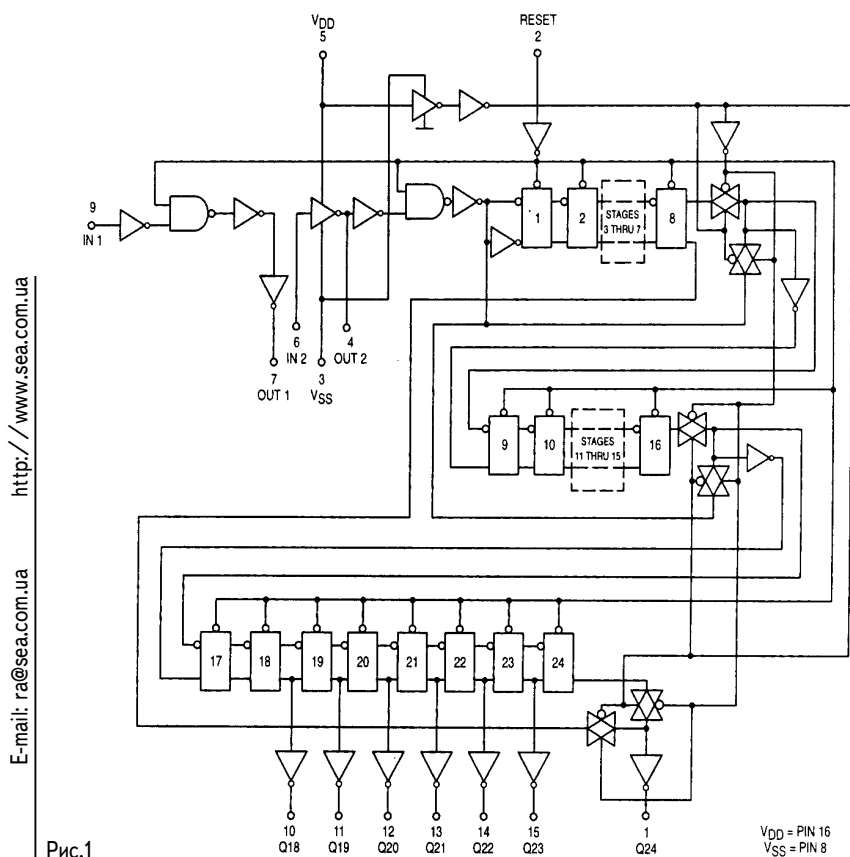 VDD
5
RESET
2
9
IN 1
1
2
STAGES
3 THRU 7
8
6
IN 2
4
OUT 2
7
OUT 1
3
VSS
9
10
STAGES
11 THRU 15
16
17
18
19
20
21
22
23
24
10
Q18
11
Q19
12
Q20
13
Q21
14
Q22
15
Q23
1
Q24
VDD = PIN 16
VSS = PIN 8
Рис.1
E-mail: ra@sea.com.ua http://www.sea.com.ua